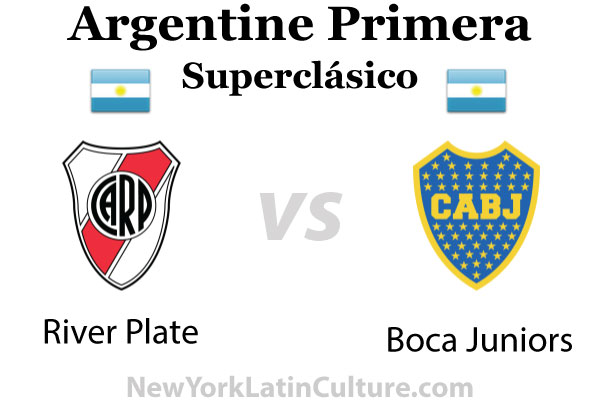 Argentine Primera
Superclásico
CARP
vs
CABJ
River Plate
Boca Juniors
NewYorkLatinCulture.com